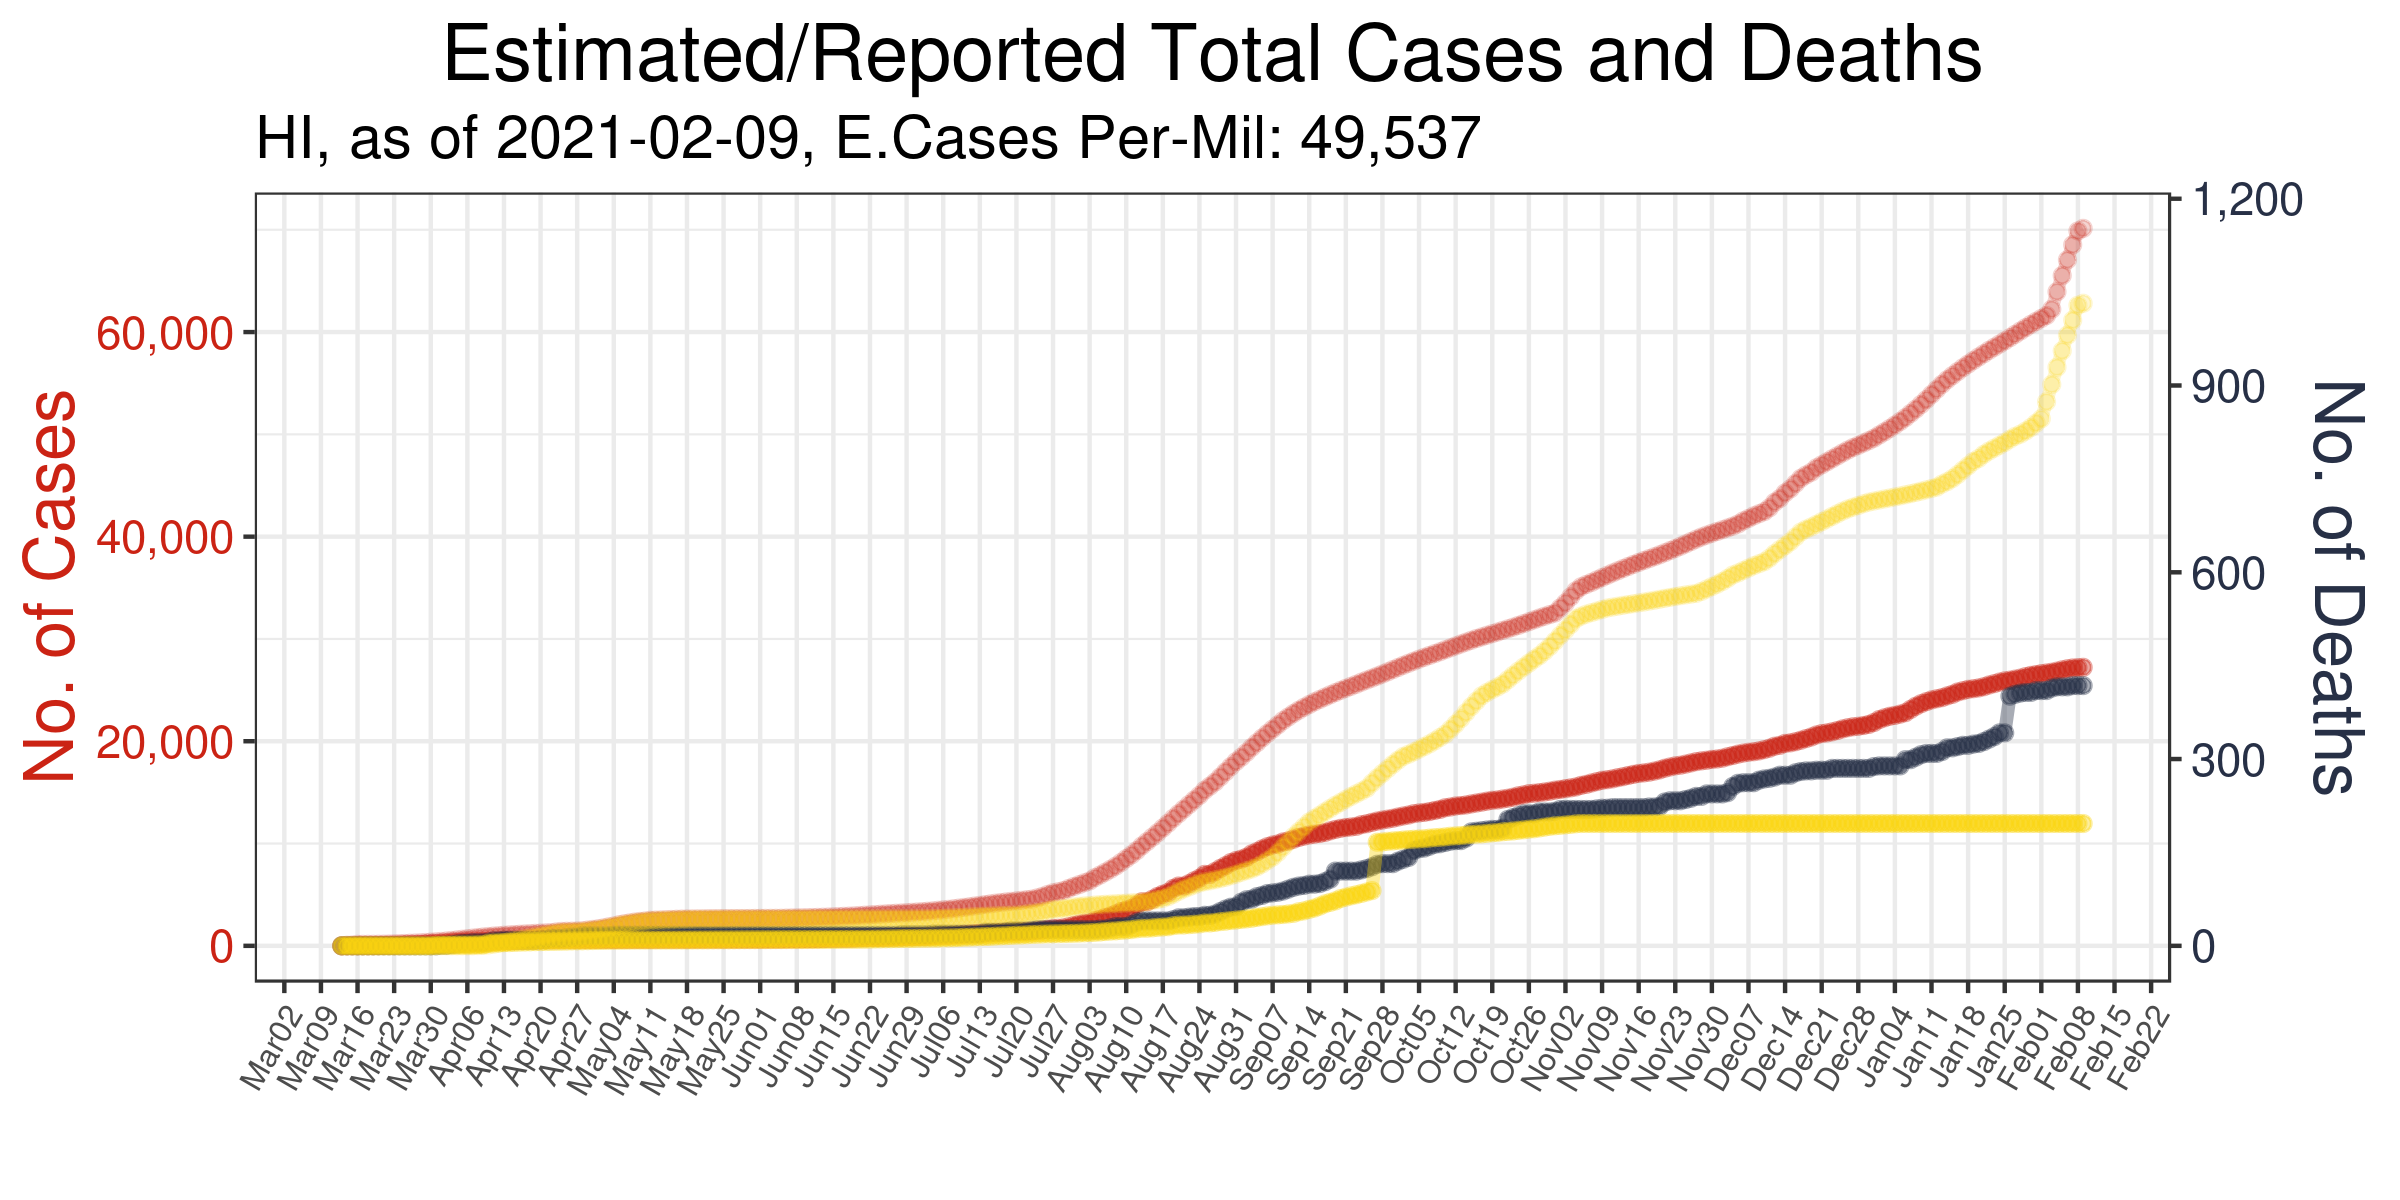 Estimated/Reported Total Cases and Deaths
HI, as of 2021-02-09, E.Cases Per-Mil: 49,537
No. of Cases
60,000
40,000
20,000
0
1,200
900
600
300
0
No. of Deaths
Mar02
Mar09
Mar16
Mar23
Mar30
Apr06
Apr13
Apr20
Apr27
May04
May11
May18
May25
Jun01
Jun08
Jun15
Jun22
Jun29
Jul06
Jul13
Jul20
Jul27
Aug03
Aug10
Aug17
Aug24
Aug31
Sep07
Sep14
Sep21
Sep28
Oct05
Oct12
Oct19
Oct26
Nov02
Nov09
Nov16
Nov23
Nov30
Dec07
Dec14
Dec21
Dec28
Jan04
Jan11
Jan18
Jan25
Feb01
Feb08
Feb15
Feb22